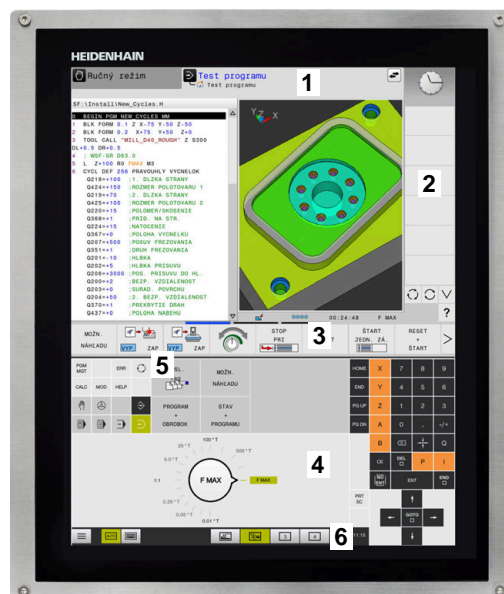 HEIDENHAIN
Ručný režim
Test programu
Test programu
1
SF:\Install\New_Cycles.H
0 BEGIN PGM NEW_CYCLES MM
1 BLK FORM 0.1 Z X-75 Y-50 Z-50
2 BLK FORM 0.2 X+75 Y+50 Z+0
3 TOOL CALL "MILL_D40_ROUGH" Z S300
DL+0.5 DR+0.5
4 ; WSF-SR D63.0
5 L Z+100 R0 FMAX M3
6 CYCL DEF 256 PRAVOUHLY VYCNELOK
Q218=+100 ;1. DLZKA STRANY
Q424=+150 ;ROZMER POLOTOVARU 1
Q219=+70 ;2. DLZKA STRANY
Q425=+100 ;ROZMER POLOTOVARU 2
Q220=+15 ;POLOMER/SKOSENIE
Q368=+1 ;PRID. NA STR.
Q224=+15 ;NATOCENIE
Q367=+0 ;POLOHA VYCNELKU
Q207=+500 ;POSUV FREZOVANIA
Q351=+1 ;DRUH FREZOVANIA
Q201=-10 ;HLBKA
Q202=+5 ;HLBKA PRISUVU
Q206=+3000 ;POS. PRISUVU DO HL.
Q200=+2 ;BEZP. VZDIALENOST
Q203=+0 ;SURAD. POVRCHU
Q204=+50 ;2. BEZP. VZDIALENOST
Q370=+1 ;PREKRYTIE DRAH
Q437=+0 ;POLOHA NABEHU
Y Z X
2
00:24:48 F MAX
?
MOŽN.
NÁHĽADU
VYP ZAP
VYP ZAP
STOP
PRI
3
ŠTART
JEDN. ZÁ.
RESET
+
ŠTART
5
PGM
MGT
ERR
CALC MOD HELP
MOŽN.
NÁHĽADU
PROGRAM
+
OBROBOK
STAV
+
PROGRAMU
4
100°T
25°T
500°T
5.0°T
1:1
F MAX
F MAX
0.25°T
0.05°T
0.01°T
HOME X 7 8 9
END Y 4 5 6
PG UP Z 1 2 3
PG DN A 0 . -/+
B Q
CE DEL P I
NO
ENT
ENT
END
PRT
SC
GOTO
3 4
6
11:15